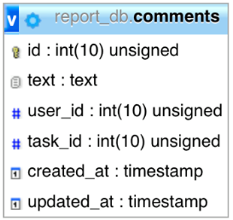 v report_db.comments
id : int(10) unsigned
text : text
# user_id : int(10) unsigned
# task_id : int(10) unsigned
created_at : timestamp
updated_at : timestamp